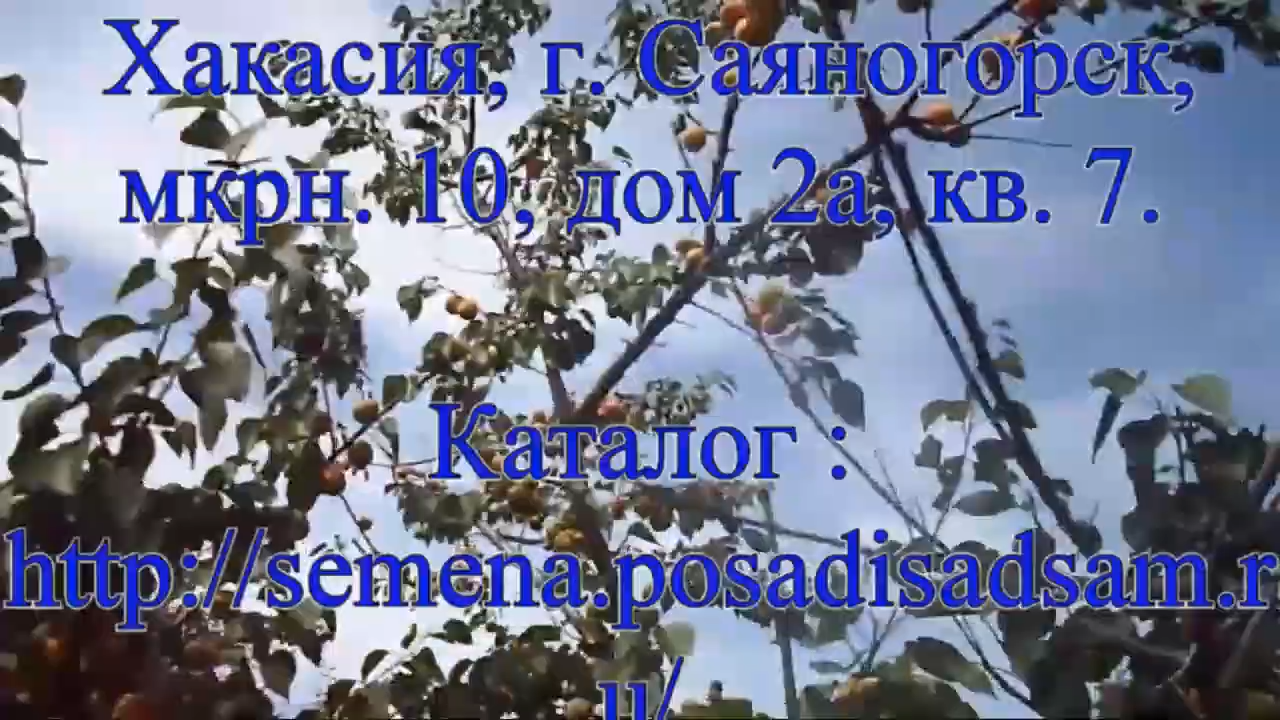 Хакасия, г. Саяногорск,
мкрн. 10, дом 2а, кв. 7.
Каталог :
http://semena.posadisadsam.r
u/